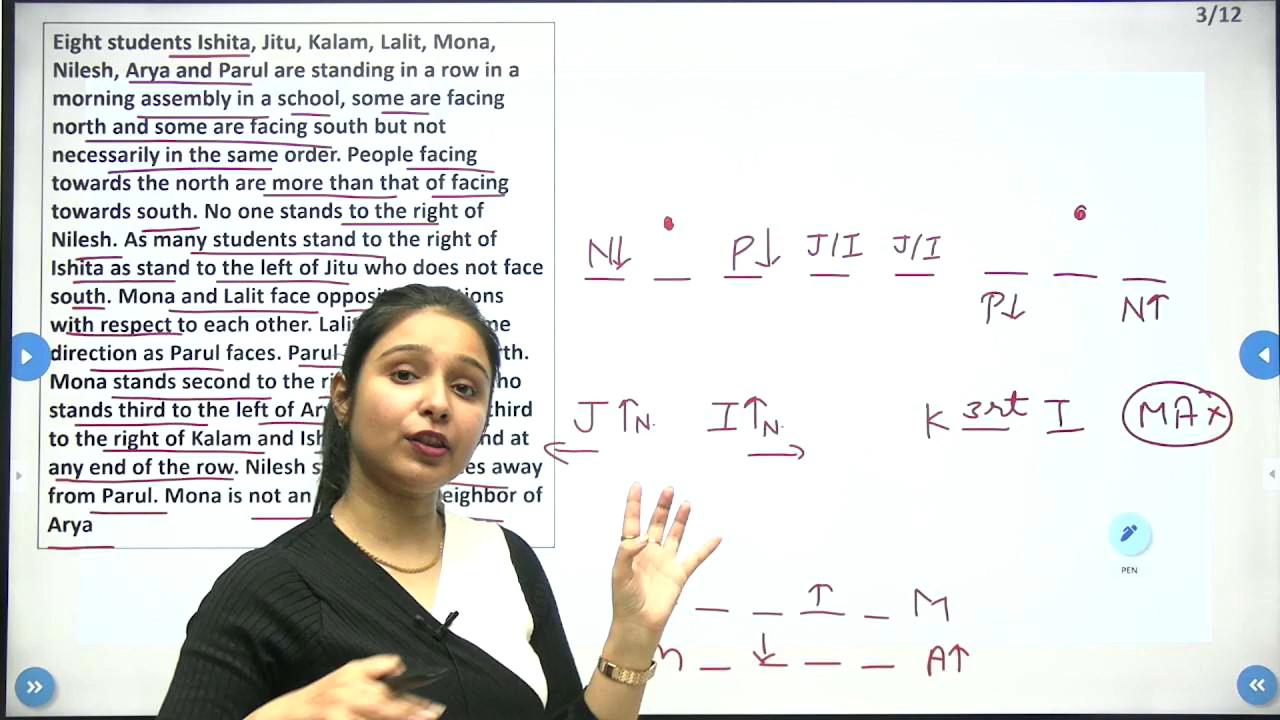 3/12
Eight students Ishita, Jitu, Kalam, Lalit, Mona,
Nilesh, Arya and Parul are standing in a row in a
morning assembly in a school, some are facing
north and some are facing south but not
necessarily in the same order. People facing
towards the north are more than that of facing
towards south. No one stands to the right of
Nilesh. As many students stand to the right of
Ishita as stand to the left of Jitu who does not face
south. Mona and Lalit face
with respect to each other.
direction as Parul faces. Parul
Mona stands second to the
stands third to the left of
to the right of Kalam and
any end of the row. Nilesh away
from Parul. Mona is not an
Arya
N↓ P↓ J/I J/I
P↓ N↑
J↑N. I↑N.
K 3rt I MAX
PEN
↑ M
A↑